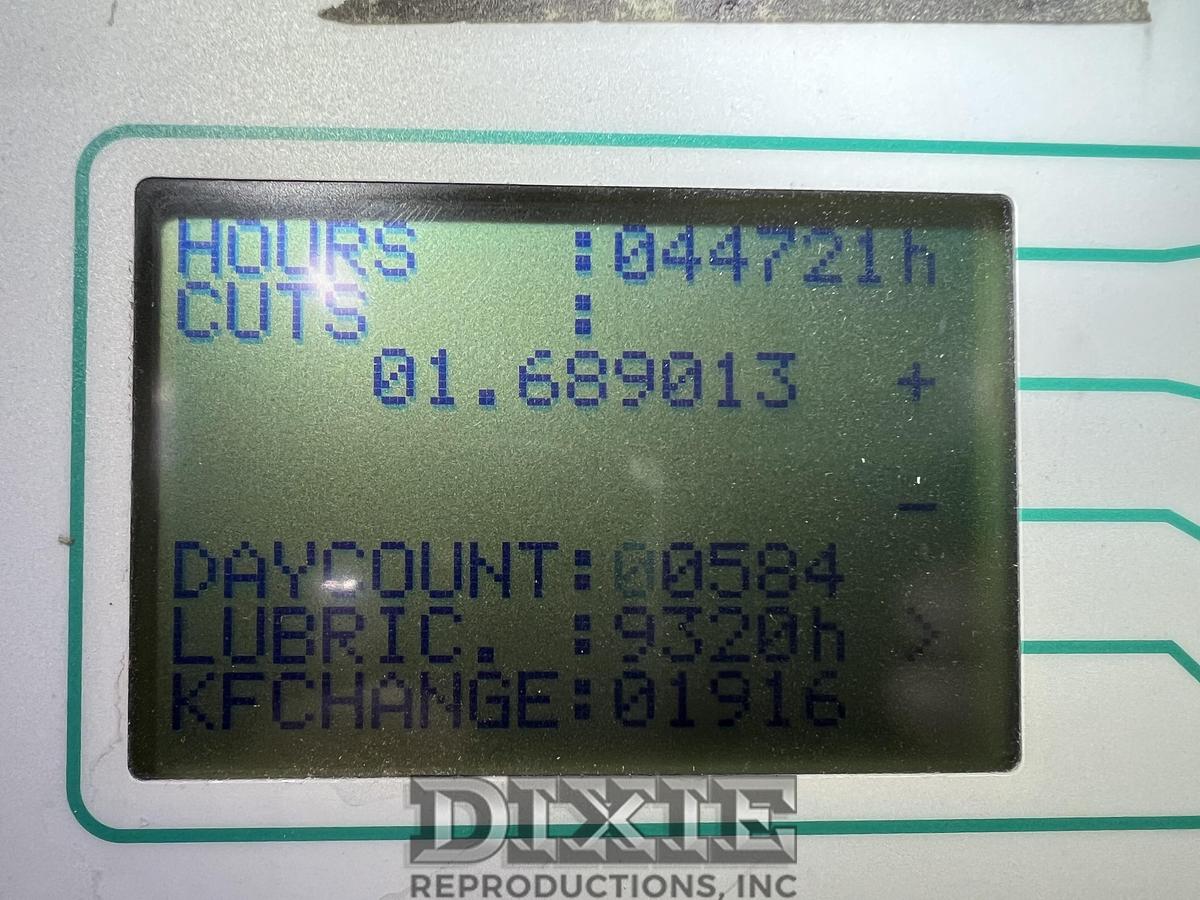 HOURS :044721h
CUTS :
01.689013 +
-
DAYCOUNT:00584
LUBRIC. :9320h >
KFCHANGE:01916
DIXIE
REPRODUCTIONS, INC